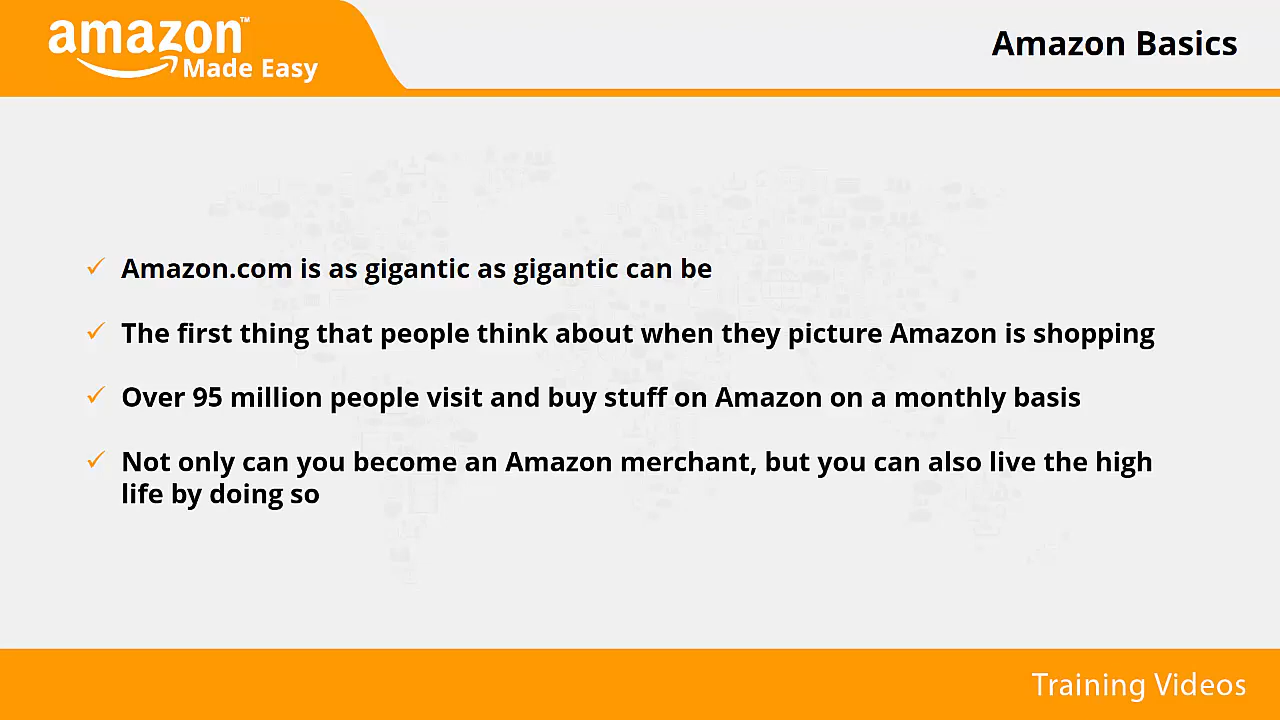 amazon™
Made Easy
Amazon Basics
✓ Amazon.com is as gigantic as gigantic can be
✓ The first thing that people think about when they picture Amazon is shopping
✓ Over 95 million people visit and buy stuff on Amazon on a monthly basis
✓ Not only can you become an Amazon merchant, but you can also live the high
life by doing so
Training Videos